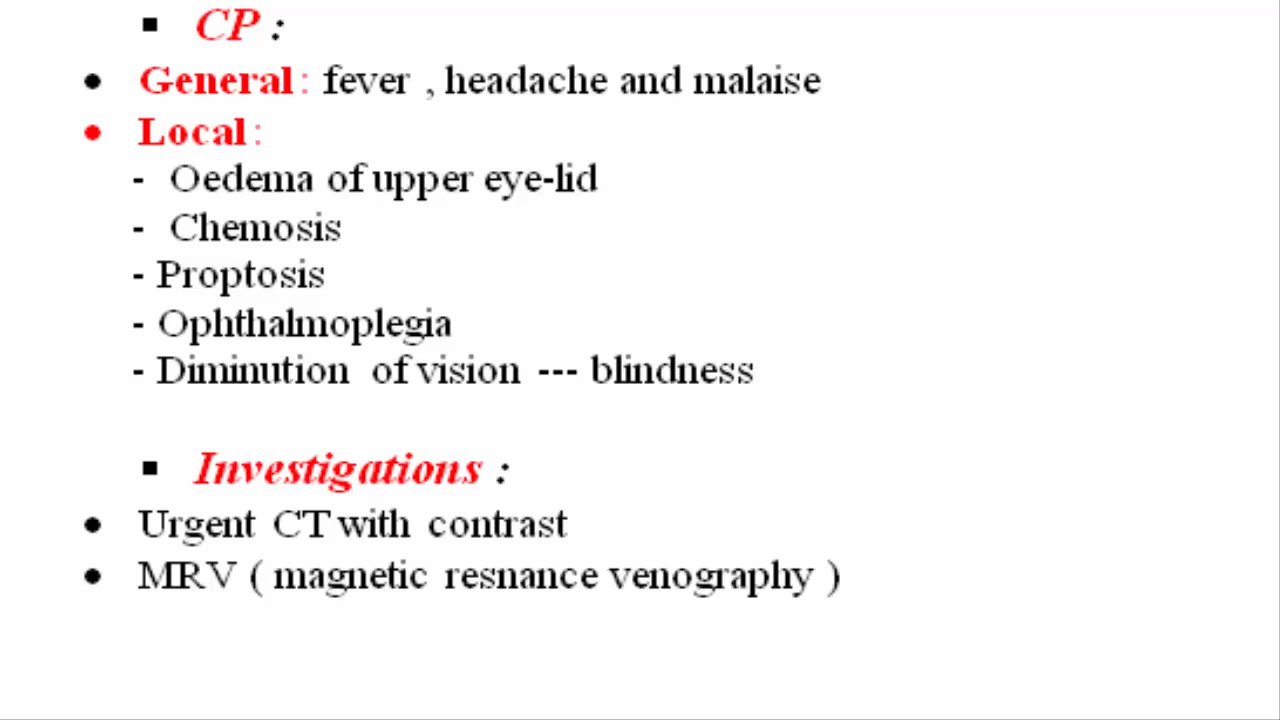 ▪ CP :
• General : fever , headache and malaise
• Local :
- Oedema of upper eye-lid
- Chemosis
- Proptosis
- Ophthalmoplegia
- Diminution of vision --- blindness
▪ Investigations :
• Urgent CT with contrast
• MRV ( magnetic resnance venography )